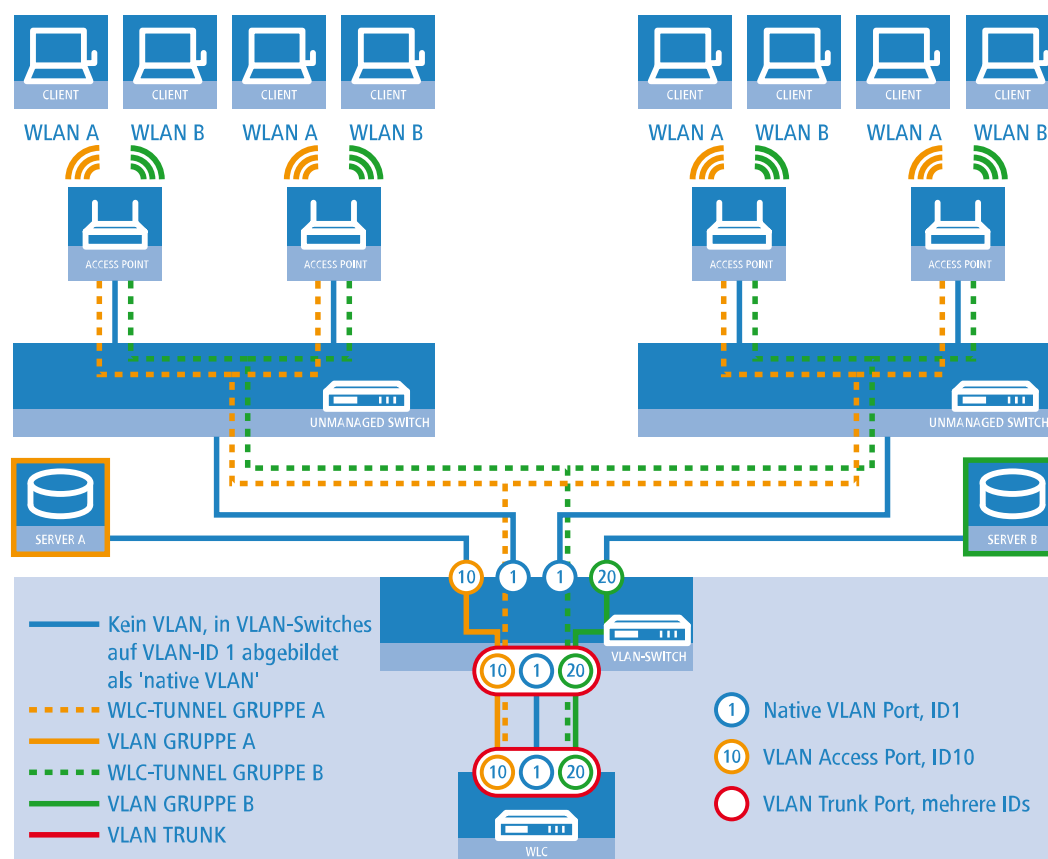 CLIENT CLIENT CLIENT CLIENT CLIENT CLIENT CLIENT CLIENT
WLAN A WLAN B WLAN A WLAN B WLAN A WLAN B WLAN A WLAN B
ACCESS POINT ACCESS POINT ACCESS POINT ACCESS POINT
UNMANAGED SWITCH UNMANAGED SWITCH
SERVER A SERVER B
10 1 1 20
VLAN-SWITCH
10 1 20
10 1 20
WLC
Kein VLAN, in VLAN-Switches
auf VLAN-ID 1 abgebildet
als 'native VLAN'
WLC-TUNNEL GRUPPE A
VLAN GRUPPE A
WLC-TUNNEL GRUPPE B
VLAN GRUPPE B
VLAN TRUNK
1 Native VLAN Port, ID1
10 VLAN Access Port, ID10
VLAN Trunk Port, mehrere IDs